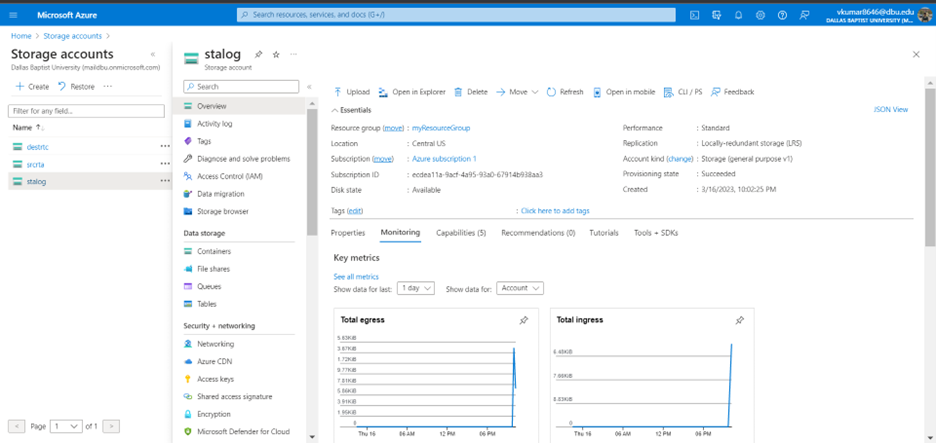 Microsoft Azure
Search resources, services, and docs (G+/)
vkumar8646@dbu.edu
DALLAS BAPTIST UNIVERSITY (M...
Home > Storage accounts >
Storage accounts «
Dallas Baptist University (maildbu.onmicrosoft.com)
+ Create Restore ...
Filter for any field...
Name ↑↓
destrtc ...
srcrta ...
stalog ...
< Page 1 of 1 >
stalog ...
Storage account
Search «
Overview
Activity log
Tags
Diagnose and solve problems
Access Control (IAM)
Data migration
Storage browser
Data storage
Containers
File shares
Queues
Tables
Security + networking
Networking
Azure CDN
Access keys
Shared access signature
Encryption
Microsoft Defender for Cloud
Upload Open in Explorer Delete Move Refresh Open in mobile CLI / PS Feedback
Essentials JSON View
Resource group (move) : myResourceGroup
Location : Central US
Subscription (move) : Azure subscription 1
Subscription ID : ecdea11a-9acf-4a95-93a0-67914b938aa3
Disk state : Available
Performance : Standard
Replication : Locally-redundant storage (LRS)
Account kind (change) : Storage (general purpose v1)
Provisioning state : Succeeded
Created : 3/16/2023, 10:02:25 PM
Tags (edit) : Click here to add tags
Properties Monitoring Capabilities (5) Recommendations (0) Tutorials Tools + SDKs
Key metrics
See all metrics
Show data for last: 1 day Show data for: Account
Total egress
5.83KiB
3.87KiB
1.72KiB
9.77KiB
7.81KiB
5.86KiB
3.91KiB
1.95KiB
0
Thu 16 06 AM 12 PM 06 PM
Total ingress
6.48KiB
7.66KiB
8.83KiB
0
Thu 16 06 AM 12 PM 06 PM